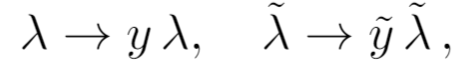 λ → y λ, λ̃ → ỹ λ̃ ,